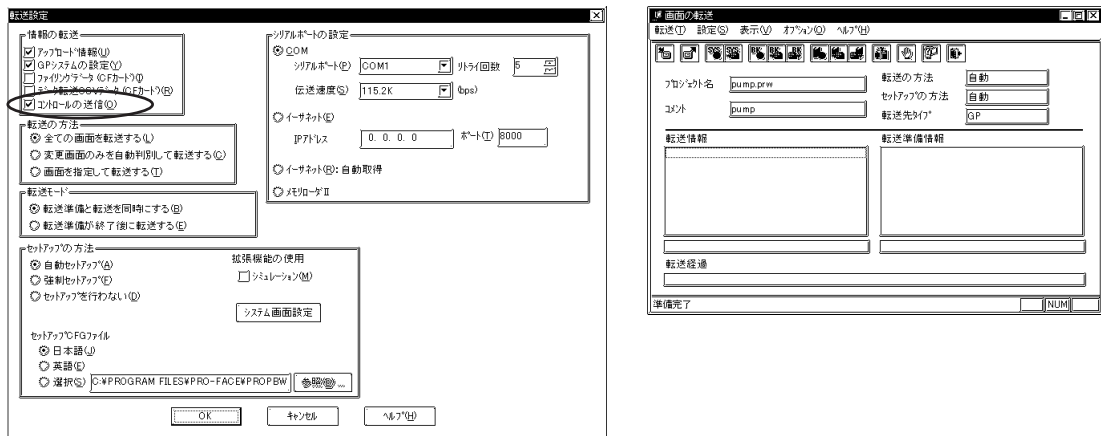 転送設定
情報の転送
アップロード情報(U)
GPシステムの設定(Y)
ファイリングデータ(CFカード)(I)
データ転送CSVデータ(CFカード)(R)
コントロールの送信(O)
転送の方法
全ての画面を転送する(L)
変更画面のみを自動判別して転送する(C)
画面を指定して転送する(T)
転送モード
転送準備と転送を同時にする(B)
転送準備が終了後に転送する(E)
セットアップの方法
自動セットアップ(A)
強制セットアップ(F)
セットアップを行わない(D)
拡張機能の使用
シミュレーション(M)
システム画面設定
セットアップCFGファイル
日本語(J)
英語(E)
選択(S) C:¥PROGRAM FILES¥PRO-FACE¥PROPBW 参照(B)...
シリアルポートの設定
COM
シリアルポート(P) COM1 リトライ回数 5
伝送速度(S) 115.2K (bps)
イーサネット(E)
IPアドレス 0. 0. 0. 0 ポート(T) 8000
イーサネット(R): 自動取得
メモリローダⅡ
OK キャンセル ヘルプ(H)
画面の転送
転送(T) 設定(S) 表示(V) オプション(O) ヘルプ(H)
プロジェクト名 pump.prw
コメント pump
転送の方法 自動
セットアップの方法 自動
転送先タイプ GP
転送情報 転送準備情報
転送経過
準備完了 NUM